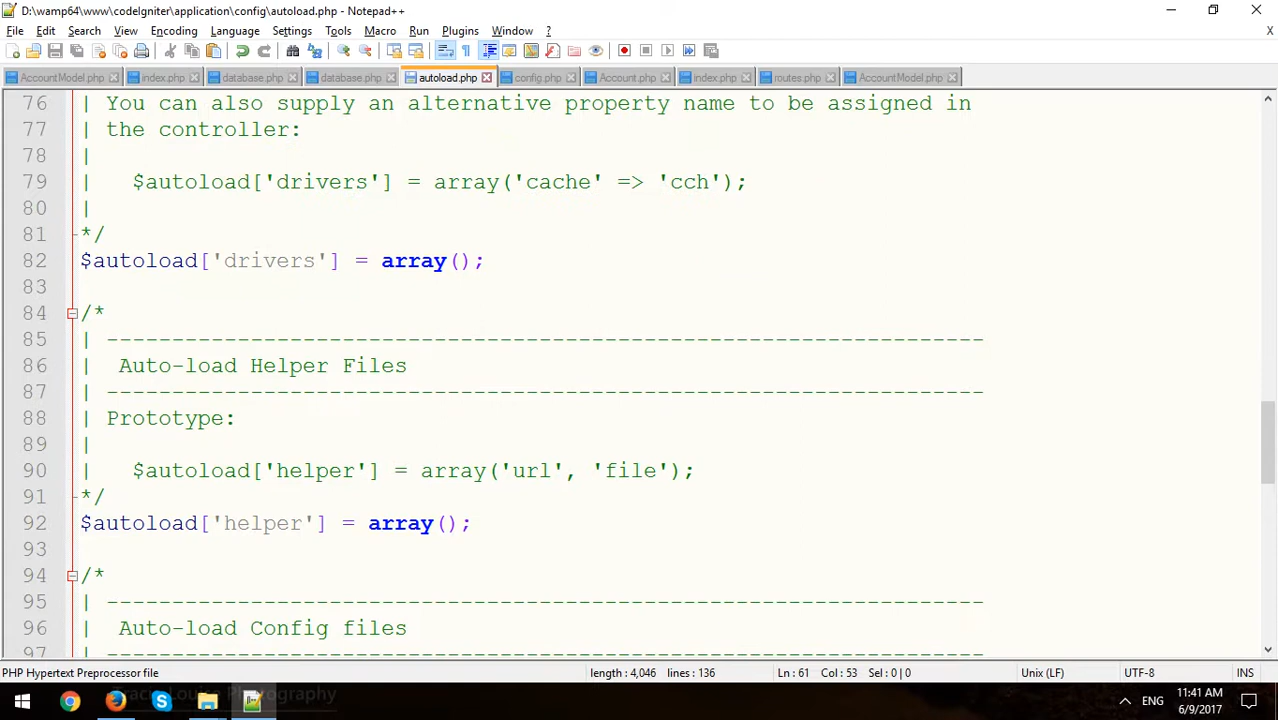 D:\wamp64\www\codeIgniter\application\config\autoload.php - Notepad++
File Edit Search View Encoding Language Settings Tools Macro Run Plugins Window ?
X
AccountModel.php index.php database.php database.php autoload.php config.php Account.php index.php routes.php AccountModel.php
76 | You can also supply an alternative property name to be assigned in
77 | the controller:
78 |
79 | $autoload['drivers'] = array('cache' => 'cch');
80 |
81 */
82 $autoload['drivers'] = array();
83
84 /*
85 | -------------------------------------------------------------------
86 | Auto-load Helper Files
87 | -------------------------------------------------------------------
88 | Prototype:
89 |
90 | $autoload['helper'] = array('url', 'file');
91 */
92 $autoload['helper'] = array();
93
94 /*
95 | -------------------------------------------------------------------
96 | Auto-load Config files
97 | -------------------------------------------------------------------
PHP Hypertext Preprocessor file length : 4,046 lines : 136 Ln : 61 Col : 53 Sel : 0 | 0 Unix (LF) UTF-8 INS
Tracy Louise Photography
ENG
11:41 AM
6/9/2017